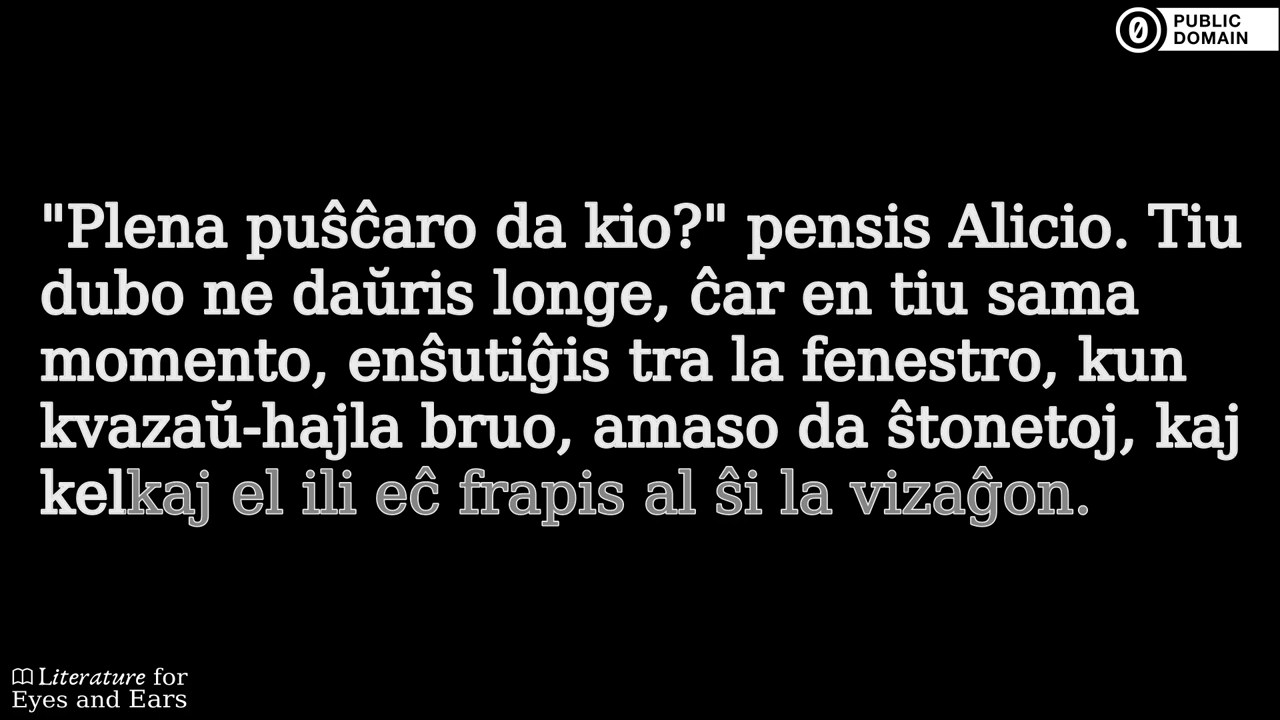 PUBLIC
DOMAIN
"Plena puŝĉaro da kio?" pensis Alicio. Tiu
dubo ne daŭris longe, ĉar en tiu sama
momento, enŝutiĝis tra la fenestro, kun
kvazaŭ-hajla bruo, amaso da ŝtonetoj, kaj
kelkaj el ili eĉ frapis al ŝi la vizaĝon.
Literature for
Eyes and Ears